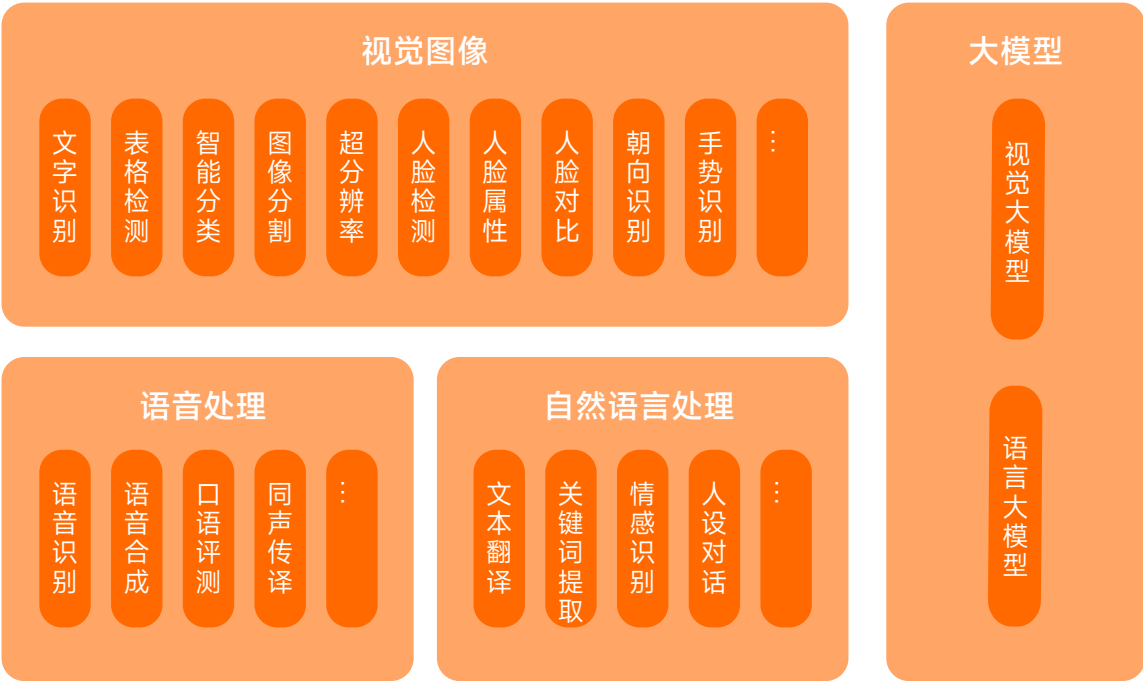 视觉图像
文字识别
表格检测
智能分类
图像分割
超分辨率
人脸检测
人脸属性
人脸对比
朝向识别
手势识别
...
语音处理
语音识别
语音合成
口语评测
同声传译
...
自然语言处理
文本翻译
关键词提取
情感识别
人设对话
...
大模型
视觉大模型
语言大模型